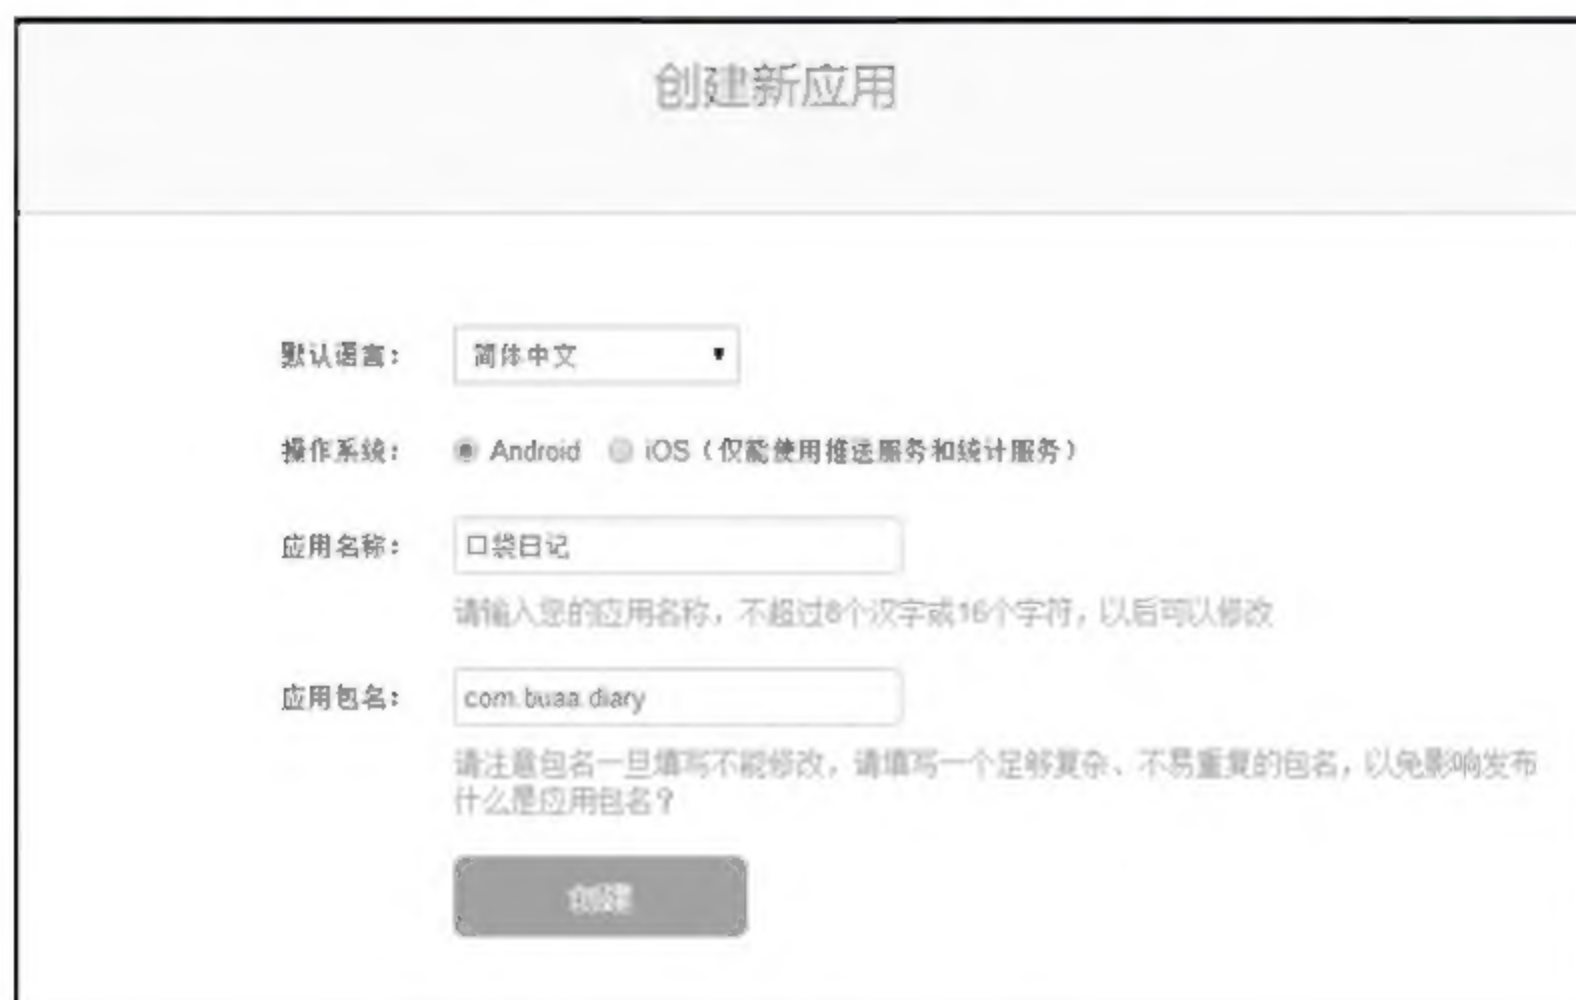 创建新应用
默认语言： 简体中文
操作系统： Android iOS（仅能使用推送服务和统计服务）
应用名称： 口袋日记
请输入您的应用名称，不超过8个汉字或16个字符，以后可以修改
应用包名： com.buaa.diary
请注意包名一旦填写不能修改，请填写一个足够复杂、不易重复的包名，以免影响发布
什么是应用包名？
创建